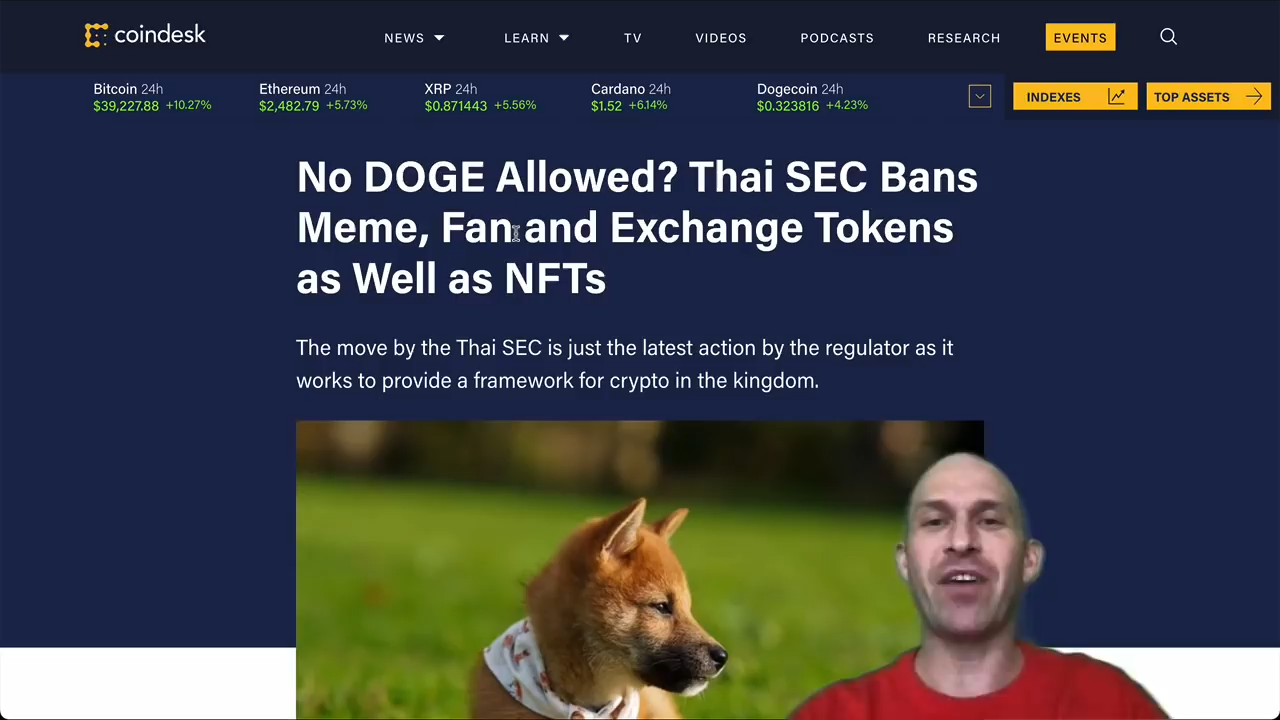 coindesk
NEWS LEARN TV VIDEOS PODCASTS RESEARCH EVENTS
Bitcoin 24h
$39,227.88 +10.27%
Ethereum 24h
$2,482.79 +5.73%
XRP 24h
$0.871443 +5.56%
Cardano 24h
$1.52 +6.14%
Dogecoin 24h
$0.323816 +4.23%
INDEXES
TOP ASSETS
No DOGE Allowed? Thai SEC Bans
Meme, Fan and Exchange Tokens
as Well as NFTs
The move by the Thai SEC is just the latest action by the regulator as it
works to provide a framework for crypto in the kingdom.